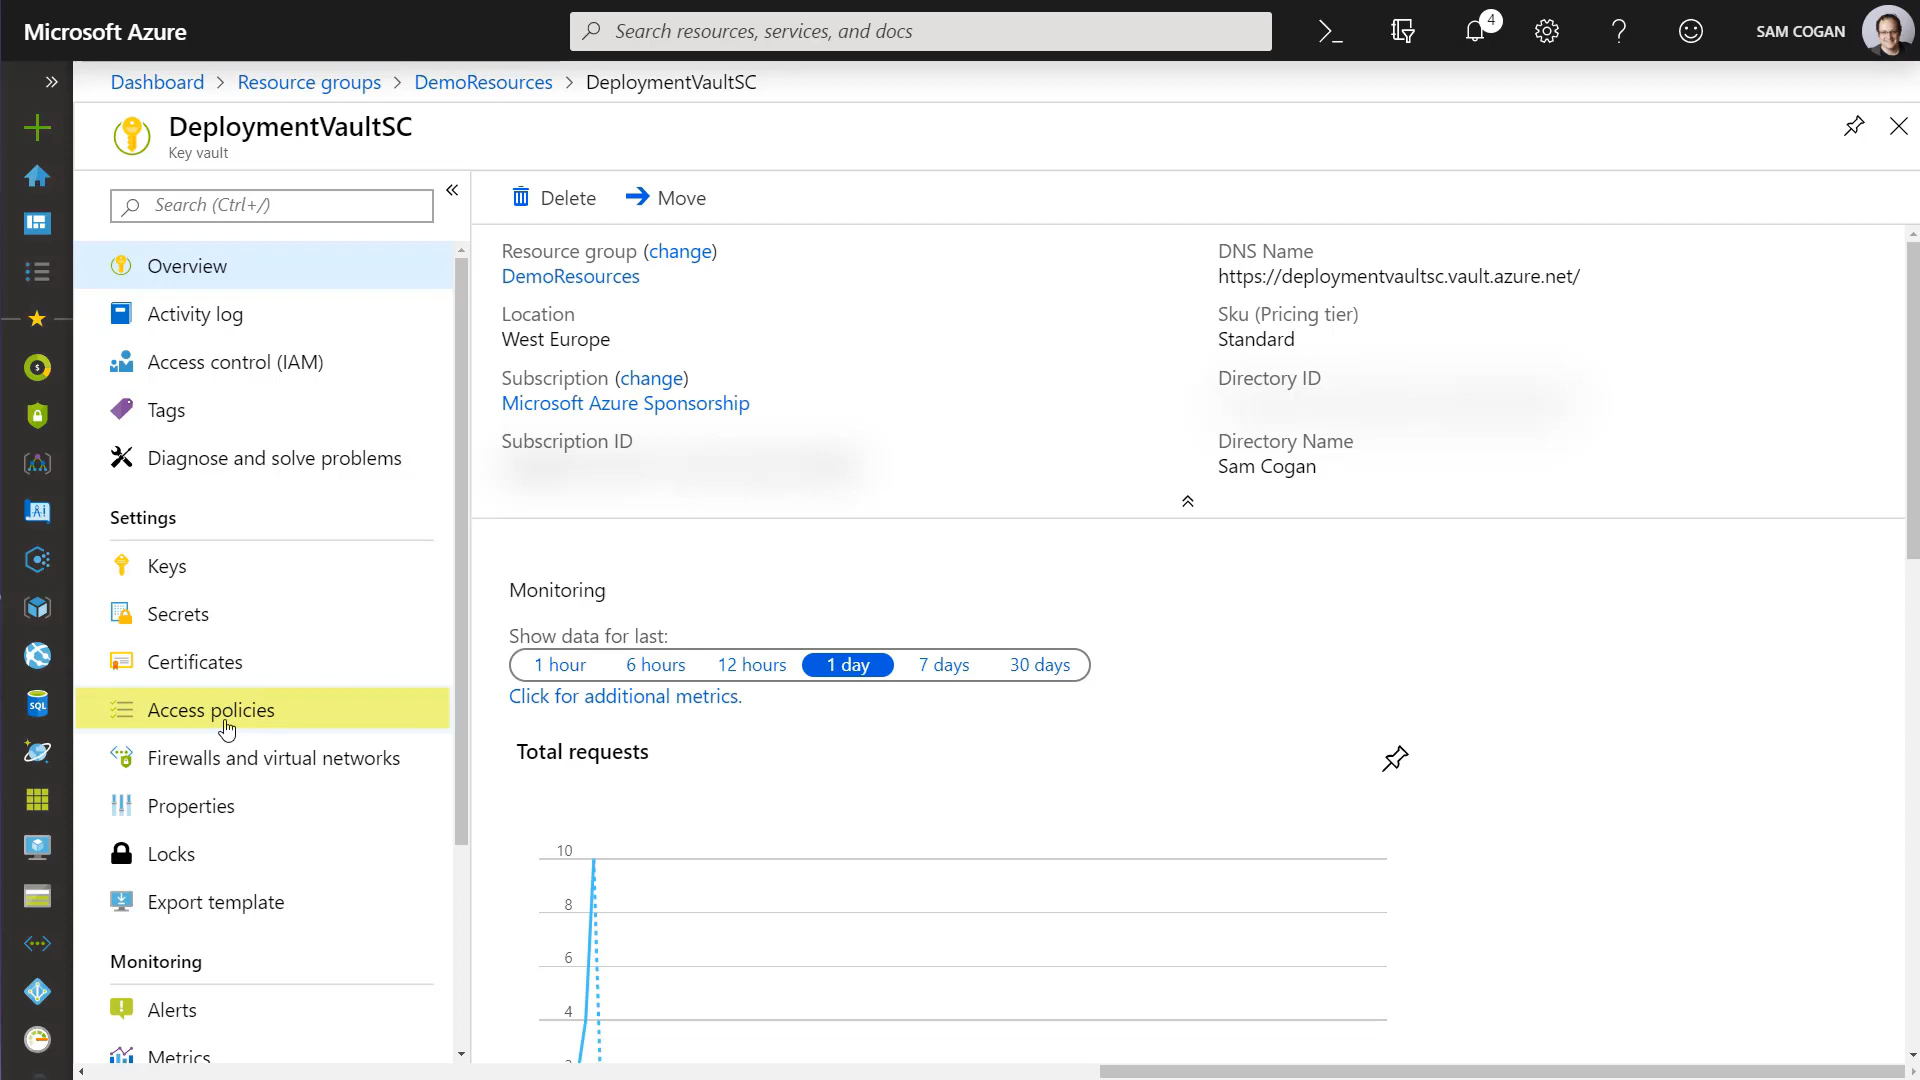 Microsoft Azure
Search resources, services, and docs
4
SAM COGAN
Dashboard > Resource groups > DemoResources > DeploymentVaultSC
DeploymentVaultSC
Key vault
Search (Ctrl+/)
Overview
Activity log
Access control (IAM)
Tags
Diagnose and solve problems
Settings
Keys
Secrets
Certificates
Access policies
Firewalls and virtual networks
Properties
Locks
Export template
Monitoring
Alerts
Metrics
Delete
Move
Resource group (change)
DemoResources
Location
West Europe
Subscription (change)
Microsoft Azure Sponsorship
Subscription ID
DNS Name
https://deploymentvaultsc.vault.azure.net/
Sku (Pricing tier)
Standard
Directory ID
Directory Name
Sam Cogan
Monitoring
Show data for last:
1 hour 6 hours 12 hours 1 day 7 days 30 days
Click for additional metrics.
Total requests
10
8
6
4